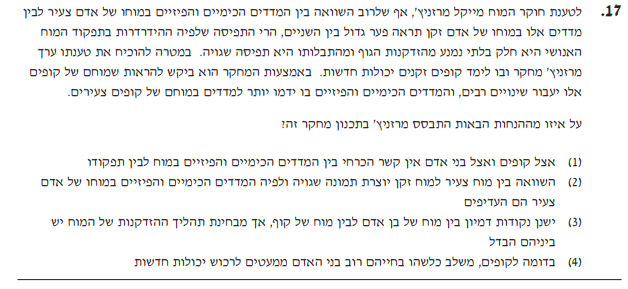 17. לטענת חוקר המוח מייקל מרזניץ', אף שלרוב השוואה בין המדדים הכימיים והפיזיים במוחו של אדם צעיר לבין
מדדים אלו במוחו של אדם זקן תראה פער גדול בין השניים, הרי התפיסה שלפיה ההידרדרות בתפקוד המוח
האנושי היא חלק בלתי נמנע מהזדקנות הגוף ומהתבלותו היא תפיסה שגויה. במטרה להוכיח את טענתו ערך
מרזניץ' מחקר ובו לימד קופים זקנים יכולות חדשות. באמצעות המחקר הוא ביקש להראות שמוחם של קופים
אלו יעבור שינויים רבים, והמדדים הכימיים והפיזיים בו ידמו יותר למדדים במוחם של קופים צעירים.
על איזו מההנחות הבאות התבסס מרזניץ' בתכנון מחקר זה?
(1) אצל קופים ואצל בני אדם אין קשר הכרחי בין המדדים הכימיים והפיזיים במוח לבין תפקודו
(2) השוואה בין מוח צעיר למוח זקן יוצרת תמונה שגויה ולפיה המדדים הכימיים והפיזיים במוחו של אדם
צעיר הם העדיפים
(3) ישנן נקודות דמיון בין מוח של בן אדם לבין מוח של קוף, אך מבחינת תהליך ההזדקנות של המוח יש
ביניהם הבדל
(4) בדומה לקופים, משלב כלשהו בחייהם רוב בני האדם ממעטים לרכוש יכולות חדשות